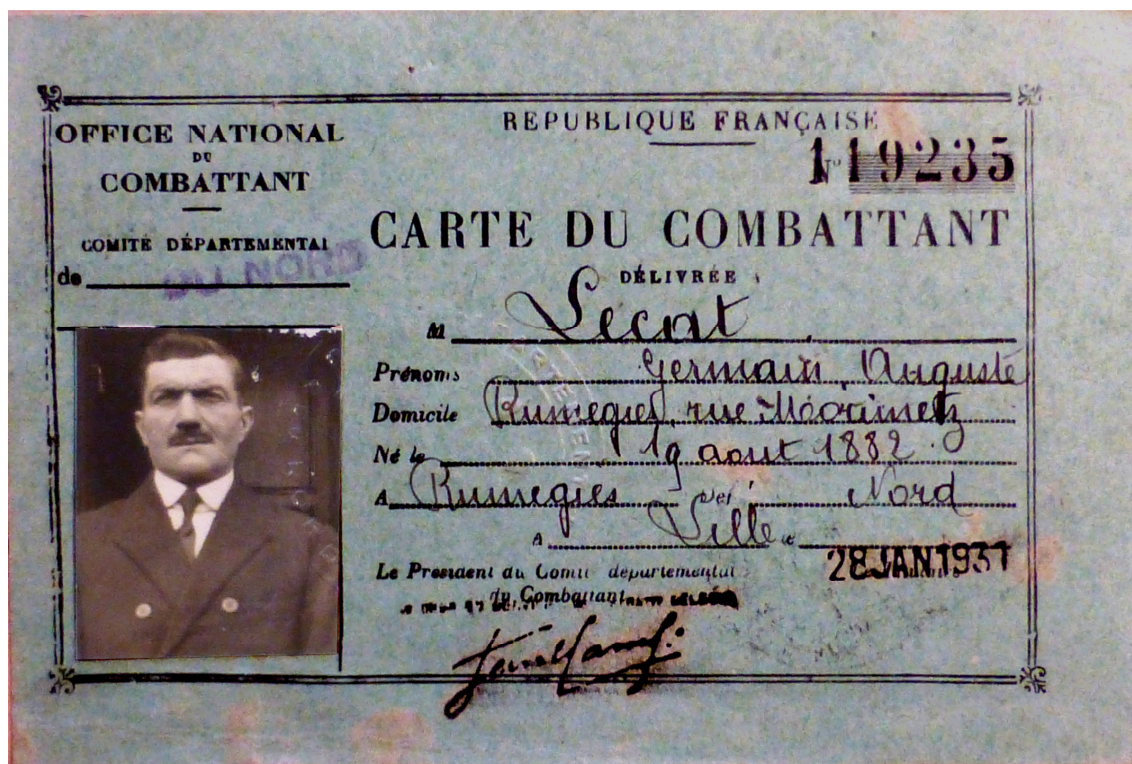 OFFICE NATIONAL
DU
COMBATTANT
COMITÉ DÉPARTEMENTAL
de DU NORD
REPUBLIQUE FRANÇAISE
N° 119235
CARTE DU COMBATTANT
DÉLIVRÉE à
M Lecat
Prénoms Germain, Auguste
Domicile Rumegies, rue
Né le 19 aout 1882
A Rumegies Dept Nord
A Lille le 28 JAN 1931
Le Président du Comité départemental
du Combattant